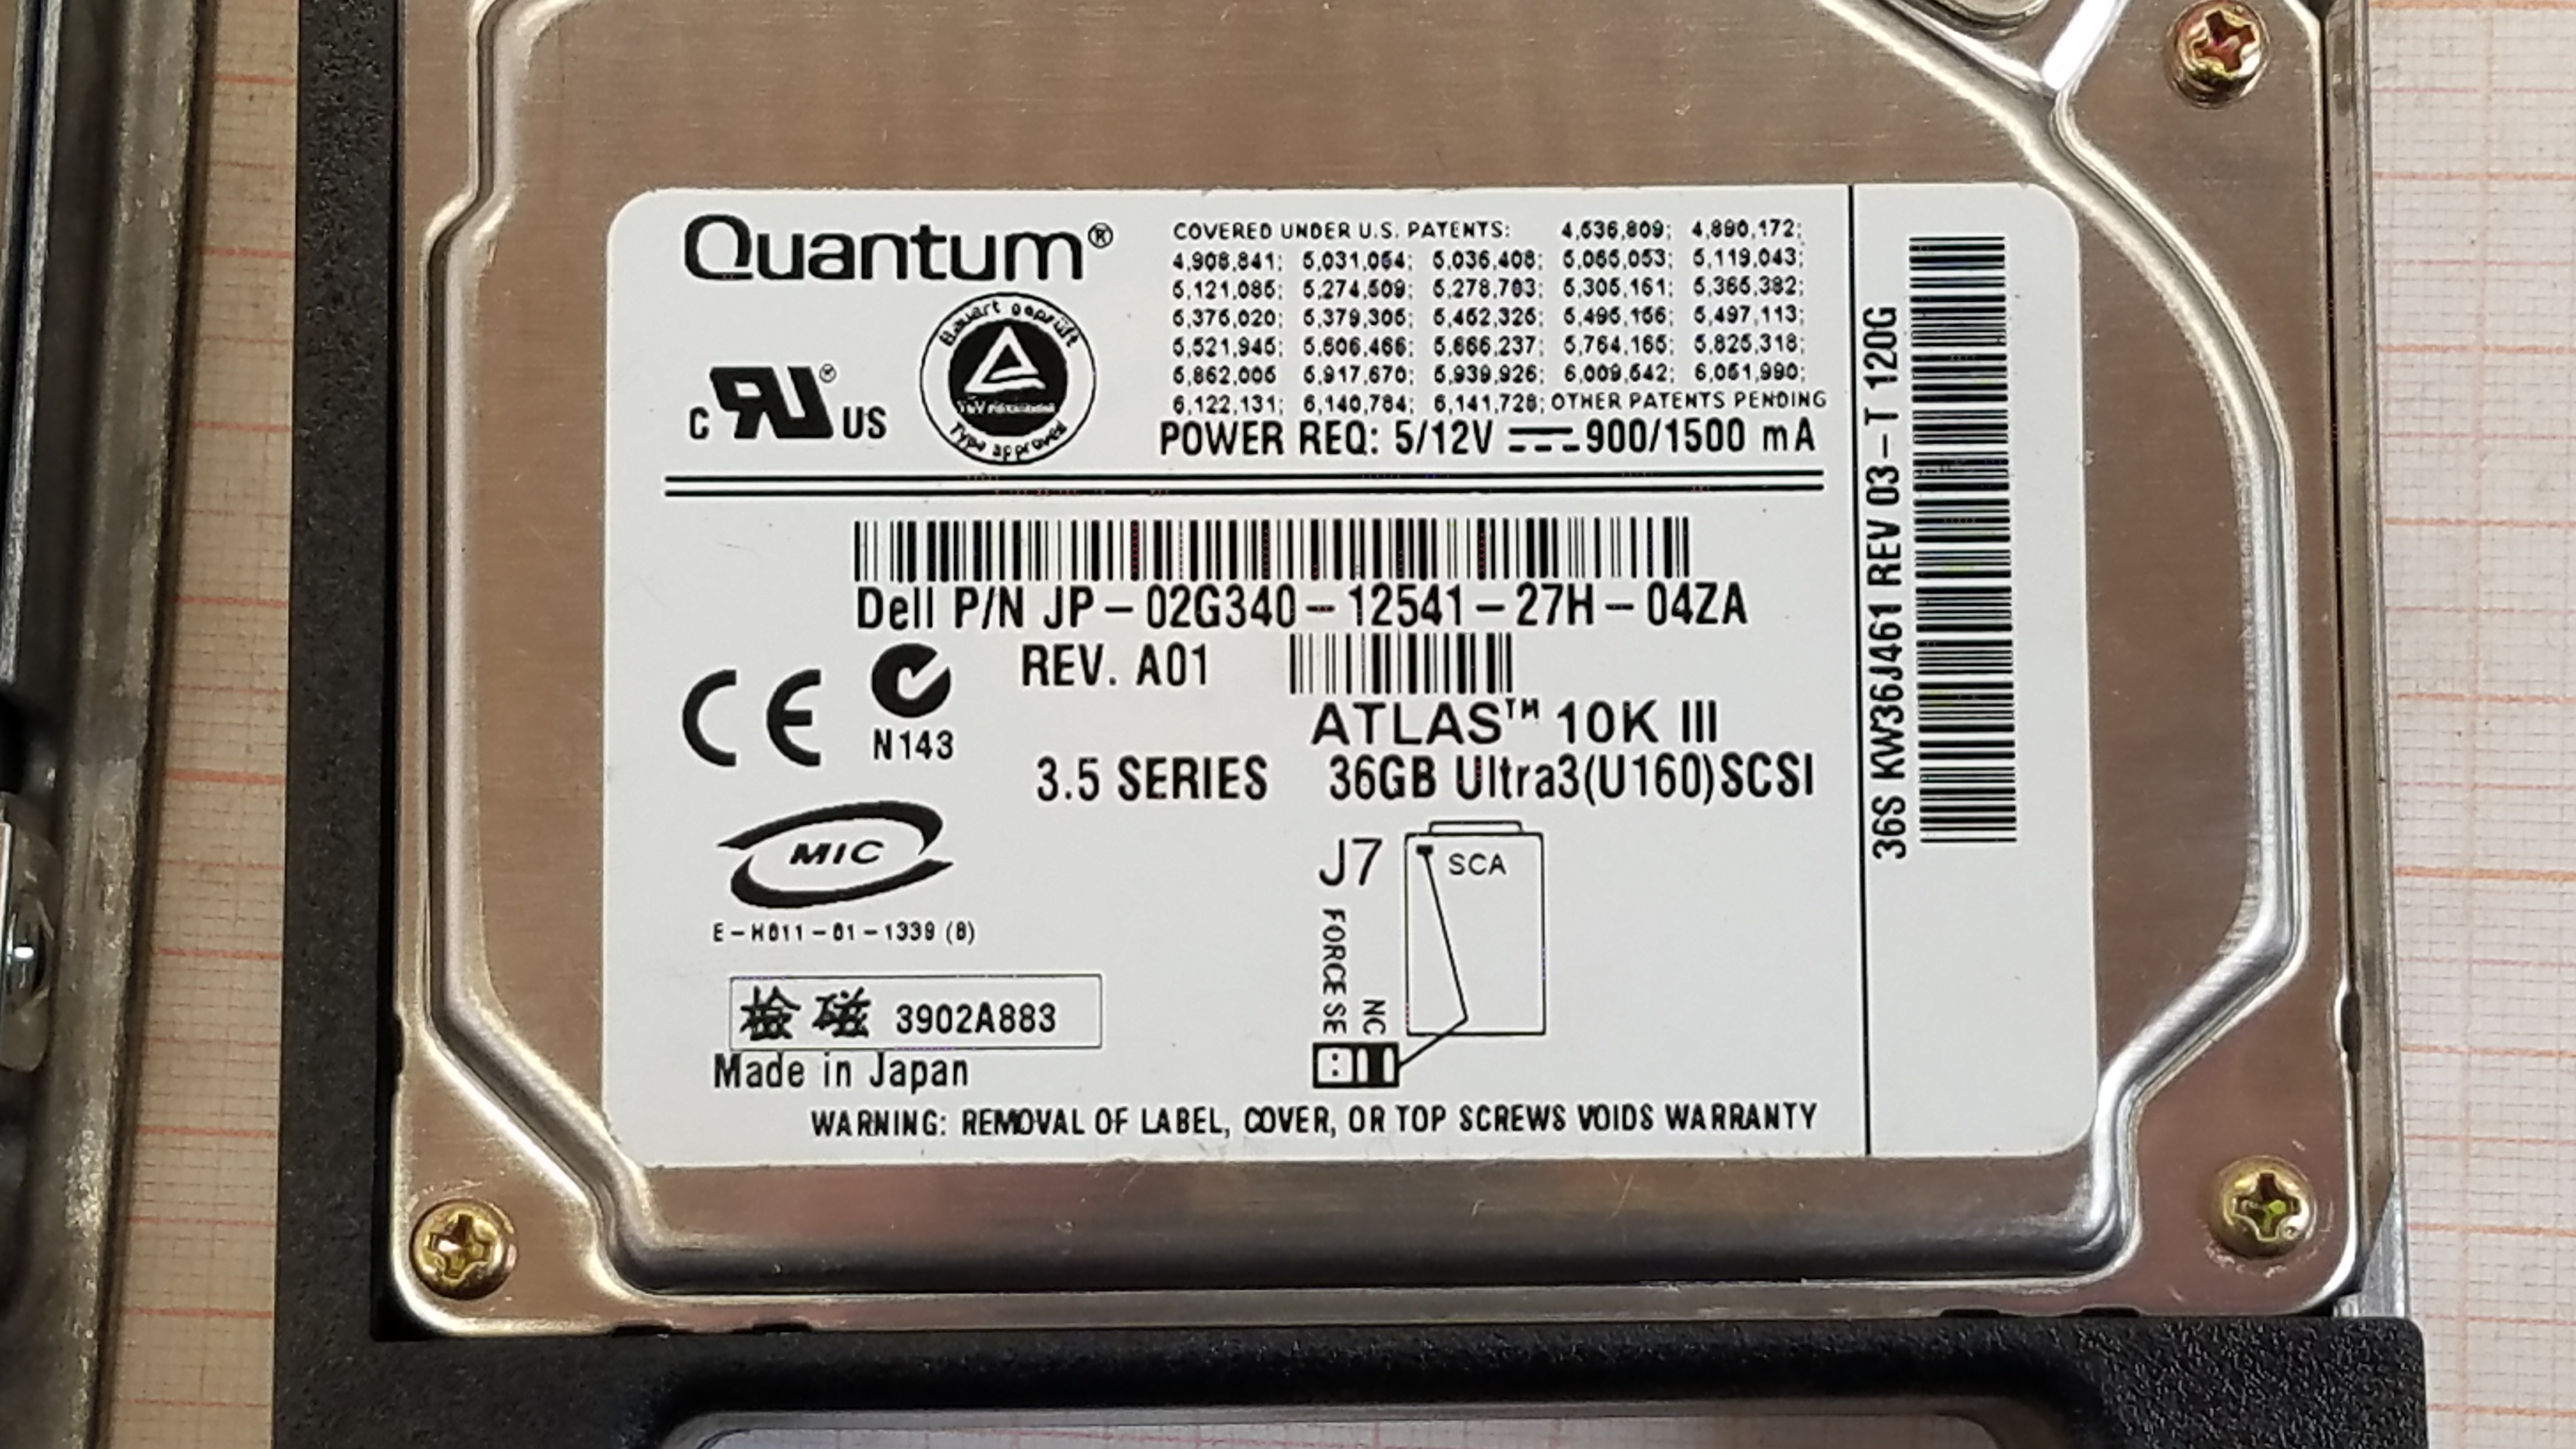 Quantum®
COVERED UNDER U.S. PATENTS: 4,536,809; 4,890,172;
4,908,841; 5,031,054; 5,036,408; 5,065,053; 5,119,043;
5,121,085; 5,274,509; 5,278,703; 5,305,161; 5,365,382;
5,375,020; 5,379,305; 5,452,325; 5,495,156; 5,497,113;
5,521,945; 5,606,466; 5,666,237; 5,764,165; 5,825,318;
5,862,005 5,917,670; 5,939,926; 6,009,542; 6,051,990;
6,122,131; 6,140,784; 6,141,728; OTHER PATENTS PENDING
POWER REQ: 5/12V 900/1500 mA
Bauart geprüft
Type approved
C RU ® US
Dell P/N JP-02G340-12541-27H-04ZA
REV. A01
CE
N143
ATLAS™ 10K III
3.5 SERIES 36GB Ultra3(U160)SCSI
MIC
E-H011-01-1339 (B)
J7
SCA
FORCE SE
NC
検 磁 3902A883
Made in Japan
WARNING: REMOVAL OF LABEL, COVER, OR TOP SCREWS VOIDS WARRANTY
36S KW36J461 REV 03-T 120G